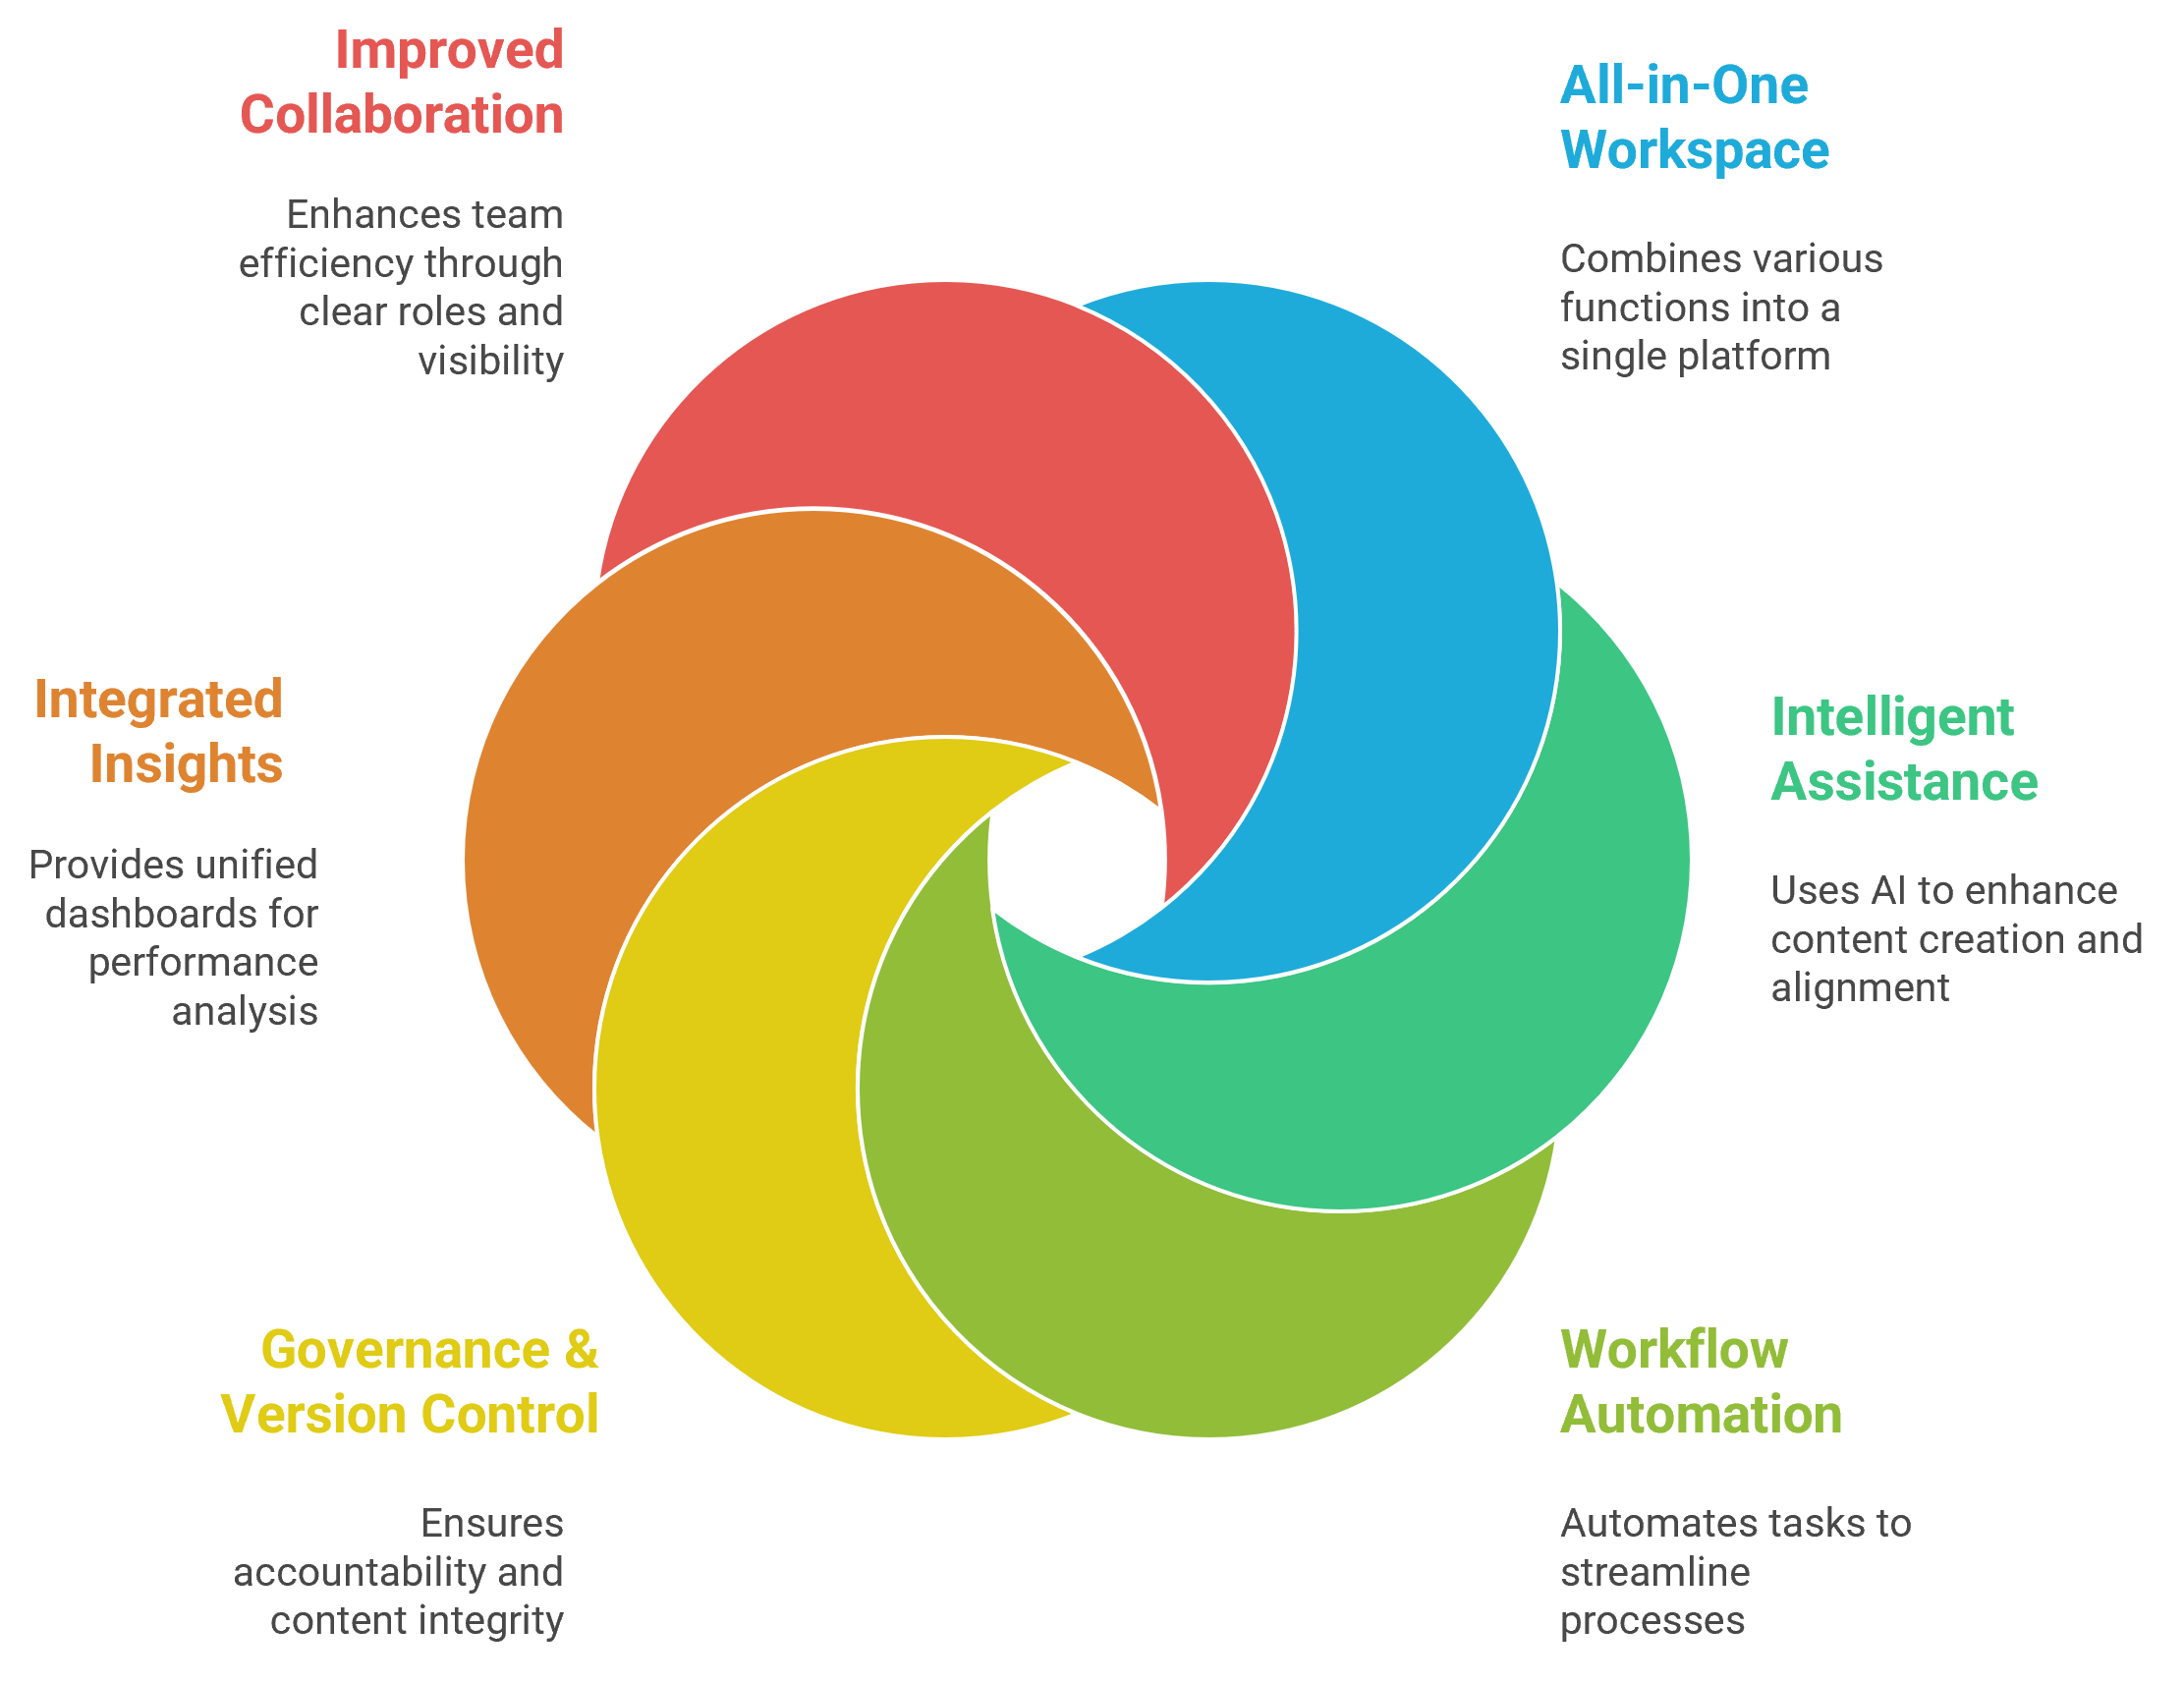 Improved
Collaboration
Enhances team
efficiency through
clear roles and
visibility
All-in-One
Workspace
Combines various
functions into a
single platform
Integrated
Insights
Provides unified
dashboards for
performance
analysis
Intelligent
Assistance
Uses AI to enhance
content creation and
alignment
Governance &
Version Control
Ensures
accountability and
content integrity
Workflow
Automation
Automates tasks to
streamline
processes